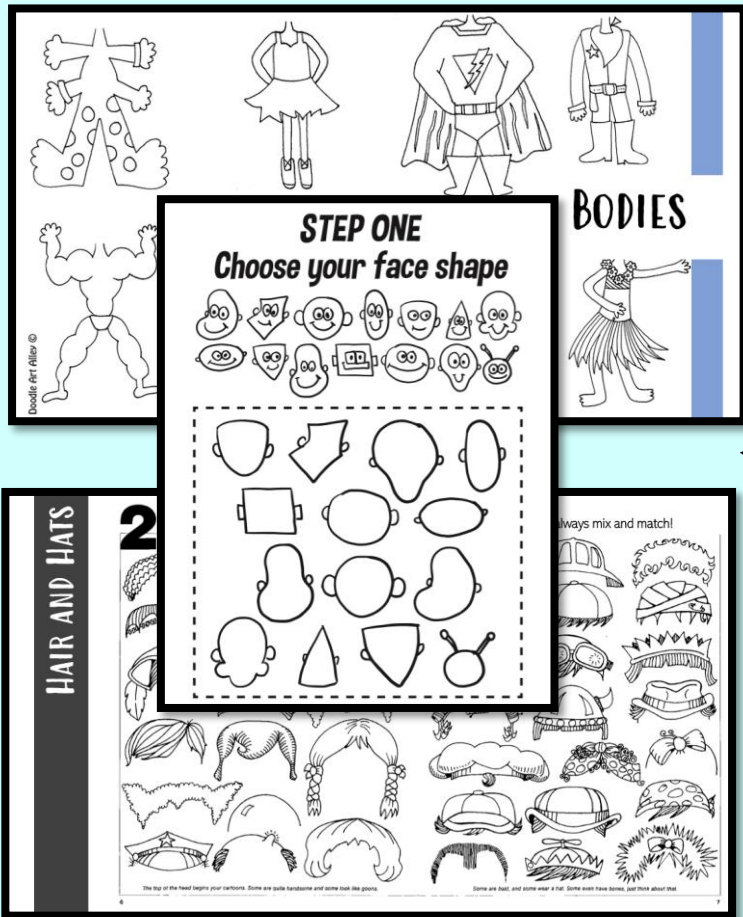 BODIES
Doodle Art Alley ©
STEP ONE
Choose your face shape
HAIR AND HATS
2
always mix and match!
The top of the head begins your cartoons. Some are quite handsome and some look like goons.
Some are bald, and some wear a hat. Some even have bones, just think about that.
6
7